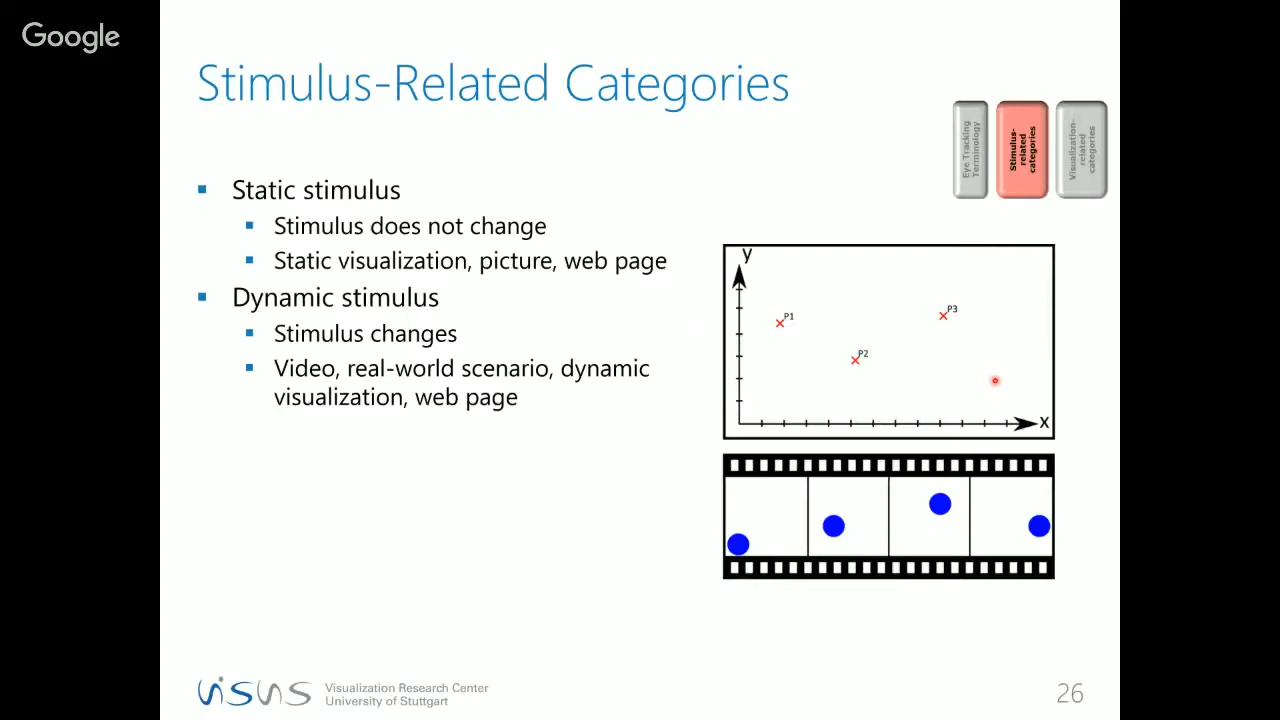 Google
Stimulus-Related Categories
Eye Tracking
Terminology
Stimulus-
related
categories
Visualization-
related
categories
Static stimulus
Stimulus does not change
Static visualization, picture, web page
Dynamic stimulus
Stimulus changes
Video, real-world scenario, dynamic
visualization, web page
y
P1
P3
P2
x
VISUS
Visualization Research Center
University of Stuttgart
26